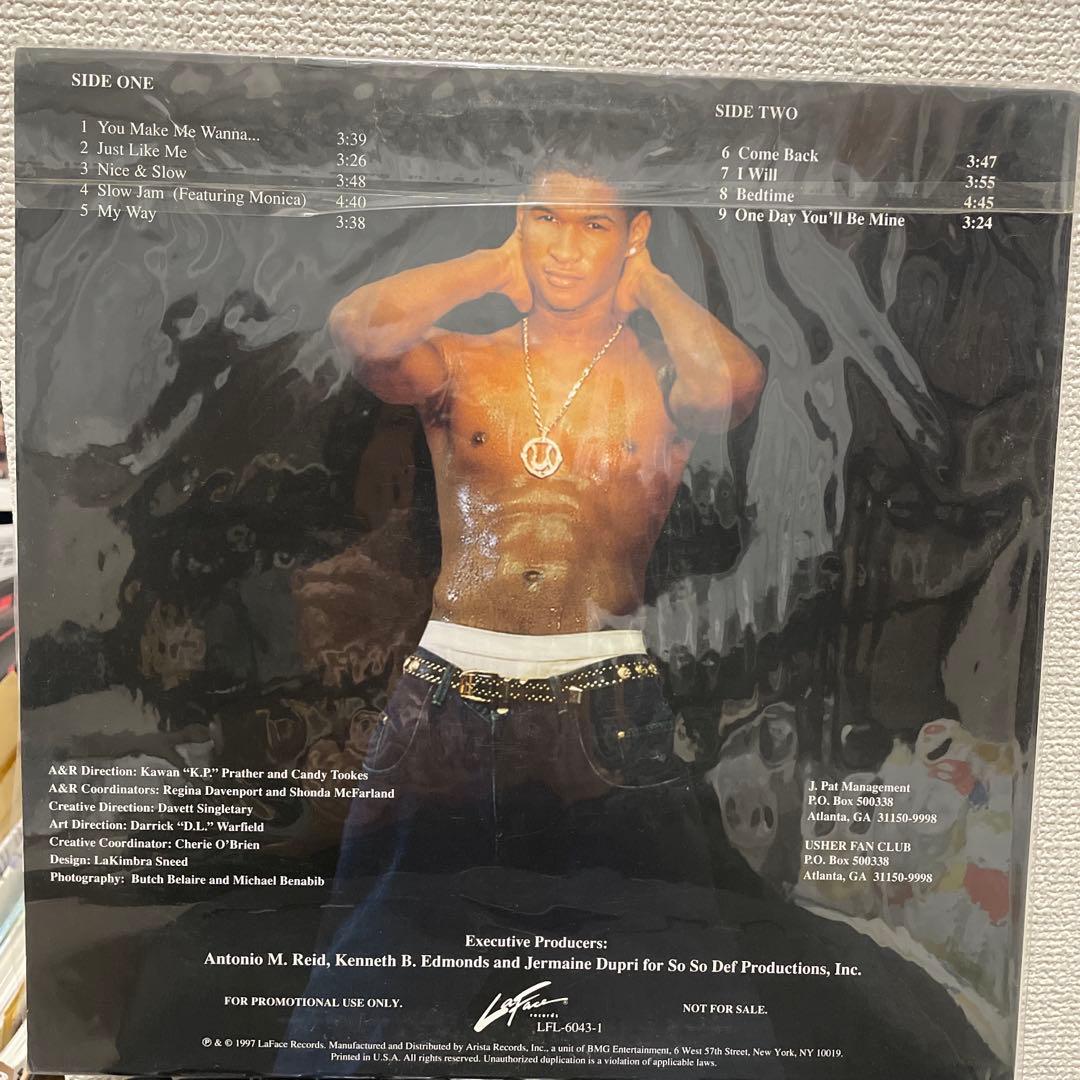 SIDE ONE
1 You Make Me Wanna... 3:39
2 Just Like Me 3:26
3 Nice & Slow 3:48
4 Slow Jam (Featuring Monica) 4:40
5 My Way 3:38
SIDE TWO
6 Come Back 3:47
7 I Will 3:55
8 Bedtime 4:45
9 One Day You'll Be Mine 3:24
U
A&R Direction: Kawan “K.P.” Prather and Candy Tookes
A&R Coordinators: Regina Davenport and Shonda McFarland
Creative Direction: Davett Singletary
Art Direction: Darrick “D.L.” Warfield
Creative Coordinator: Cherie O'Brien
Design: LaKimbra Sneed
Photography: Butch Belaire and Michael Benabib
J. Pat Management
P.O. Box 500338
Atlanta, GA 31150-9998
USHER FAN CLUB
P.O. Box 500338
Atlanta, GA 31150-9998
Executive Producers:
Antonio M. Reid, Kenneth B. Edmonds and Jermaine Dupri for So So Def Productions, Inc.
FOR PROMOTIONAL USE ONLY.
LaFace
records
LFL-6043-1
NOT FOR SALE.
℗ & © 1997 LaFace Records. Manufactured and Distributed by Arista Records, Inc., a unit of BMG Entertainment, 6 West 57th Street, New York, NY 10019.
Printed in U.S.A. All rights reserved. Unauthorized duplication is a violation of applicable laws.